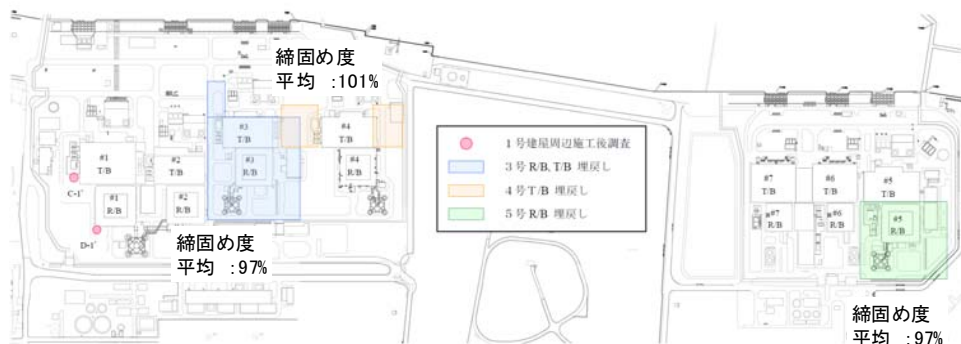 締固め度
平均 :101%
#3
T/B
#4
T/B
#1
T/B
#2
T/B
#3
R/B
#4
R/B
C-1'
#1
R/B
#2
R/B
D-1'
締固め度
平均 :97%
1号建屋周辺施工後調査
3号R/B, T/B 埋戻し
4号T/B 埋戻し
5号R/B 埋戻し
#7
T/B
#6
T/B
#5
T/B
#7
R/B
#6
R/B
#5
R/B
締固め度
平均 :97%